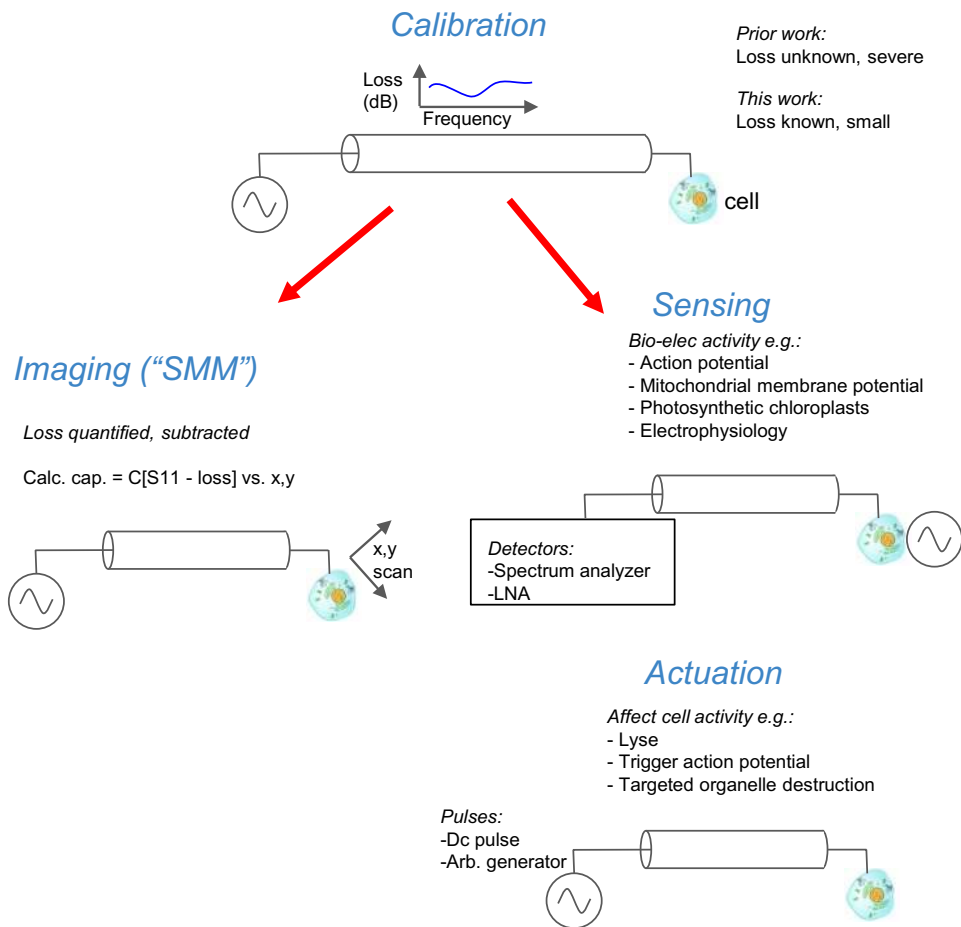 Calibration
Loss
(dB)
Frequency
Prior work:
Loss unknown, severe
This work:
Loss known, small
cell
Imaging (“SMM”)
Loss quantified, subtracted
Calc. cap. = C[S11 - loss] vs. x,y
x,y
scan
Sensing
Bio-elec activity e.g.:
- Action potential
- Mitochondrial membrane potential
- Photosynthetic chloroplasts
- Electrophysiology
Detectors:
-Spectrum analyzer
-LNA
Actuation
Affect cell activity e.g.:
- Lyse
- Trigger action potential
- Targeted organelle destruction
Pulses:
-Dc pulse
-Arb. generator